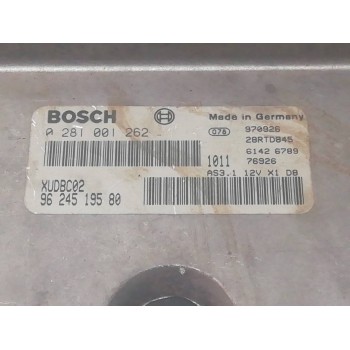 BOSCH
Made in Germany
0 281 001 262
078 970926
28RTD845
6142 6789
1011 76926
AS3.1 12V X1 D8
XUDBC02
96 245 195 80